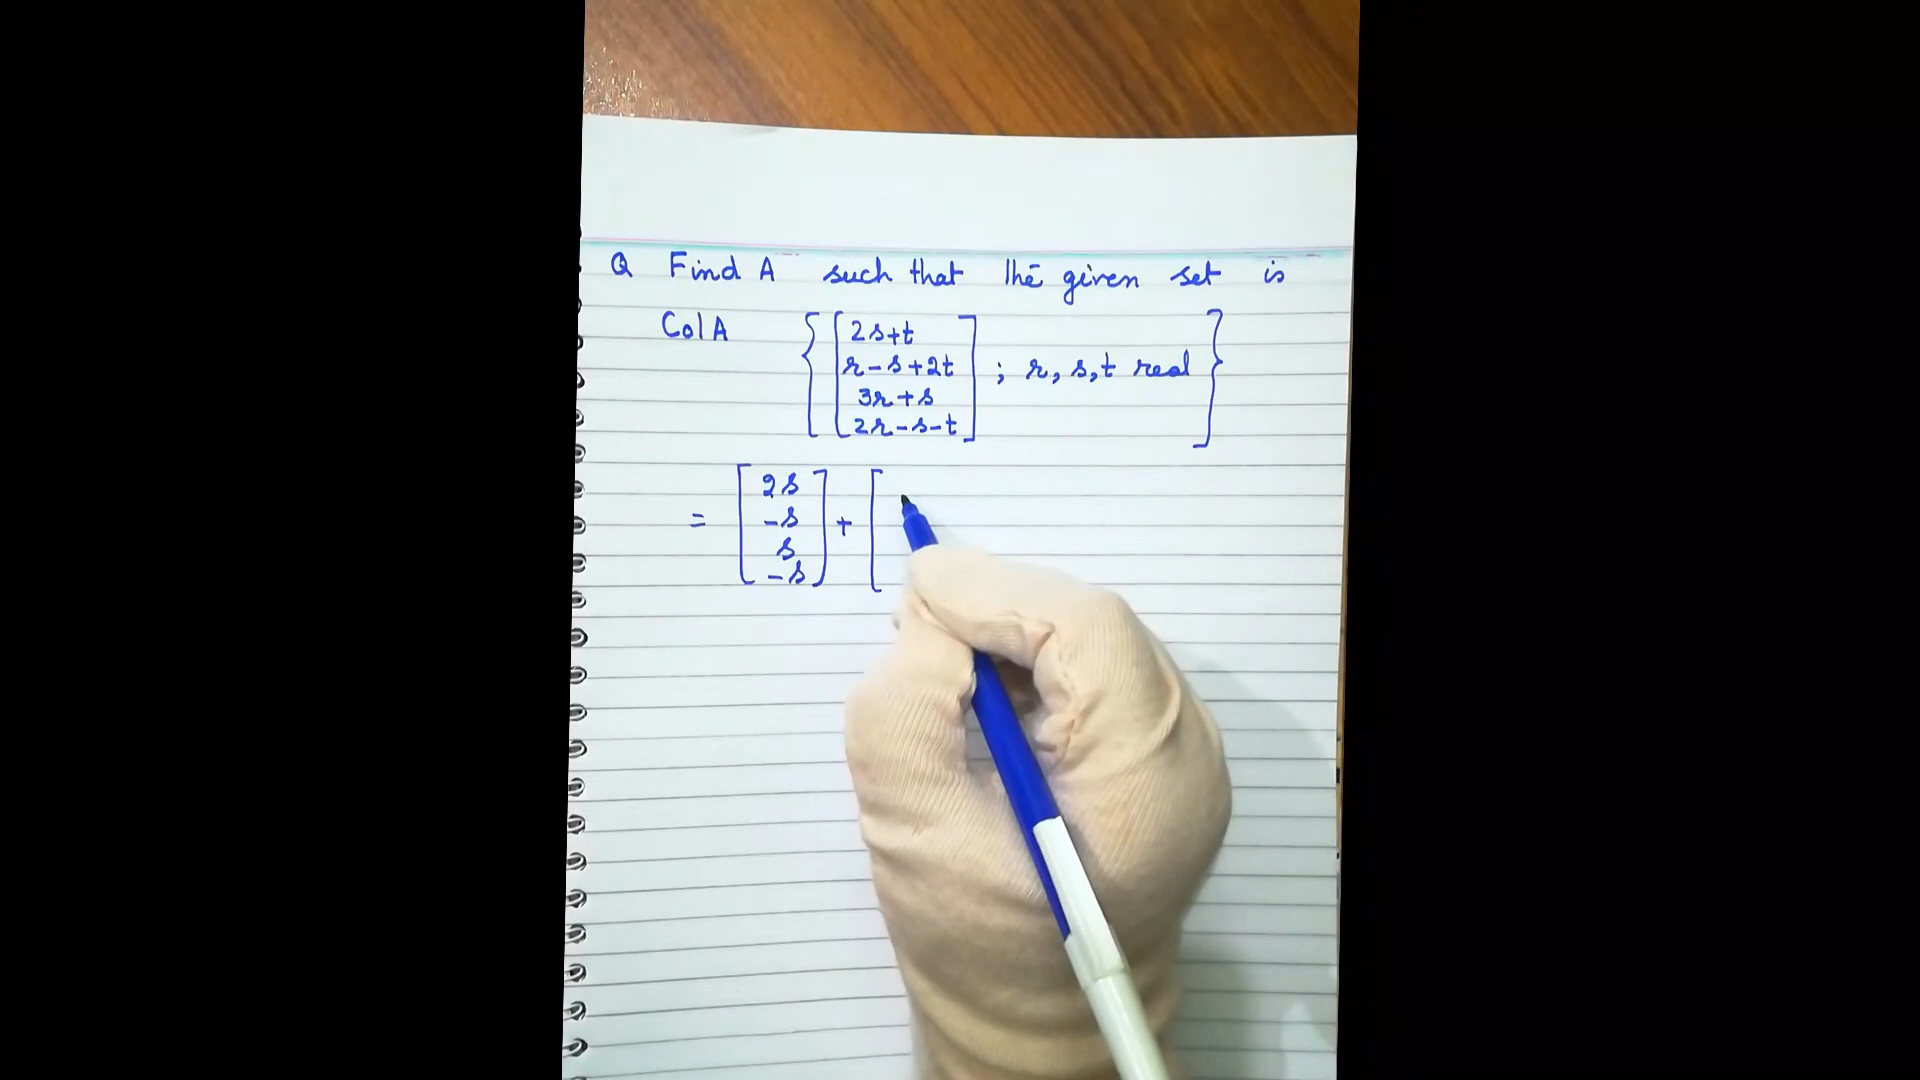 Q Find A such that the given set is
Col A { [ 2s+t
r-s+2t ; r, s, t real }
3r+s
2r-s-t ]
= [ 2s
-s + [
s
-s ]